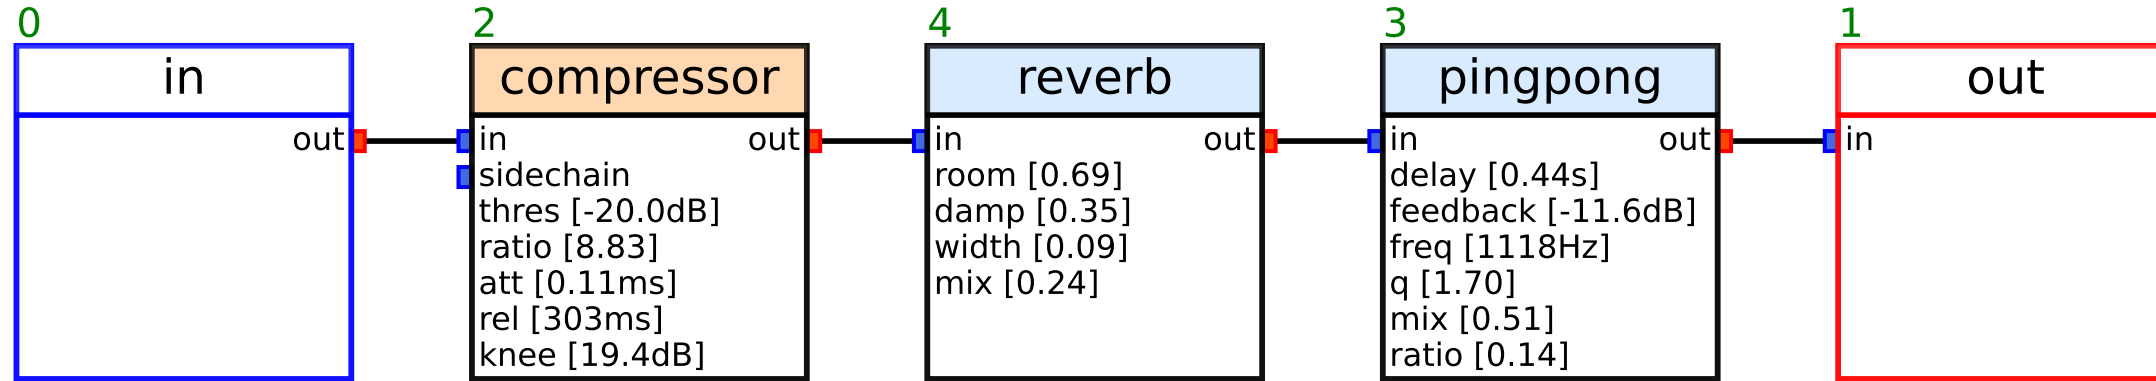 0
in
out
2
compressor
in out
sidechain
thres [-20.0dB]
ratio [8.83]
att [0.11ms]
rel [303ms]
knee [19.4dB]
4
reverb
in out
room [0.69]
damp [0.35]
width [0.09]
mix [0.24]
3
pingpong
in out
delay [0.44s]
feedback [-11.6dB]
freq [1118Hz]
q [1.70]
mix [0.51]
ratio [0.14]
1
out
in